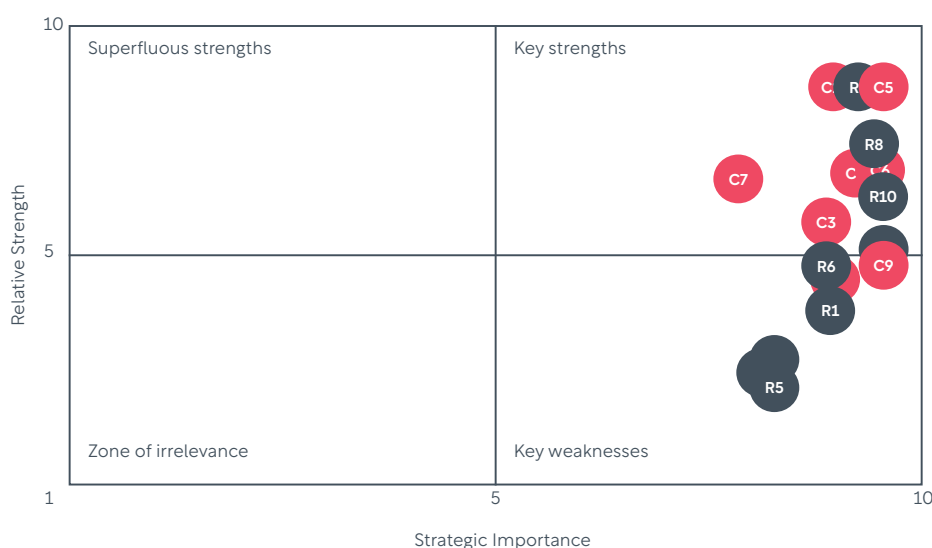 10
Superfluous strengths
Key strengths
C
R
C5
R8
C7
C
C6
R10
C3
5
Relative Strength
R6
C9
R1
R5
Zone of irrelevance
Key weaknesses
1
5
10
Strategic Importance